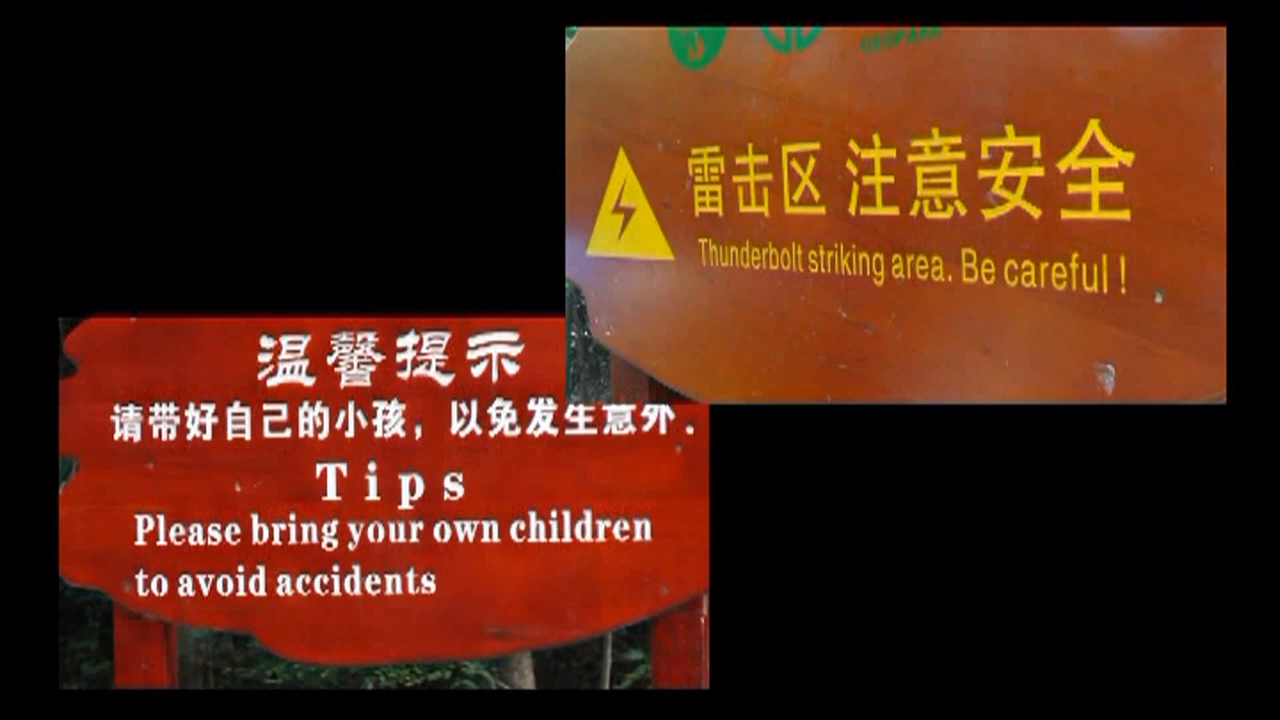 GEOPARK
雷击区 注意安全
Thunderbolt striking area. Be careful !
温馨提示
请带好自己的小孩，以免发生意外.
Tips
Please bring your own children
to avoid accidents